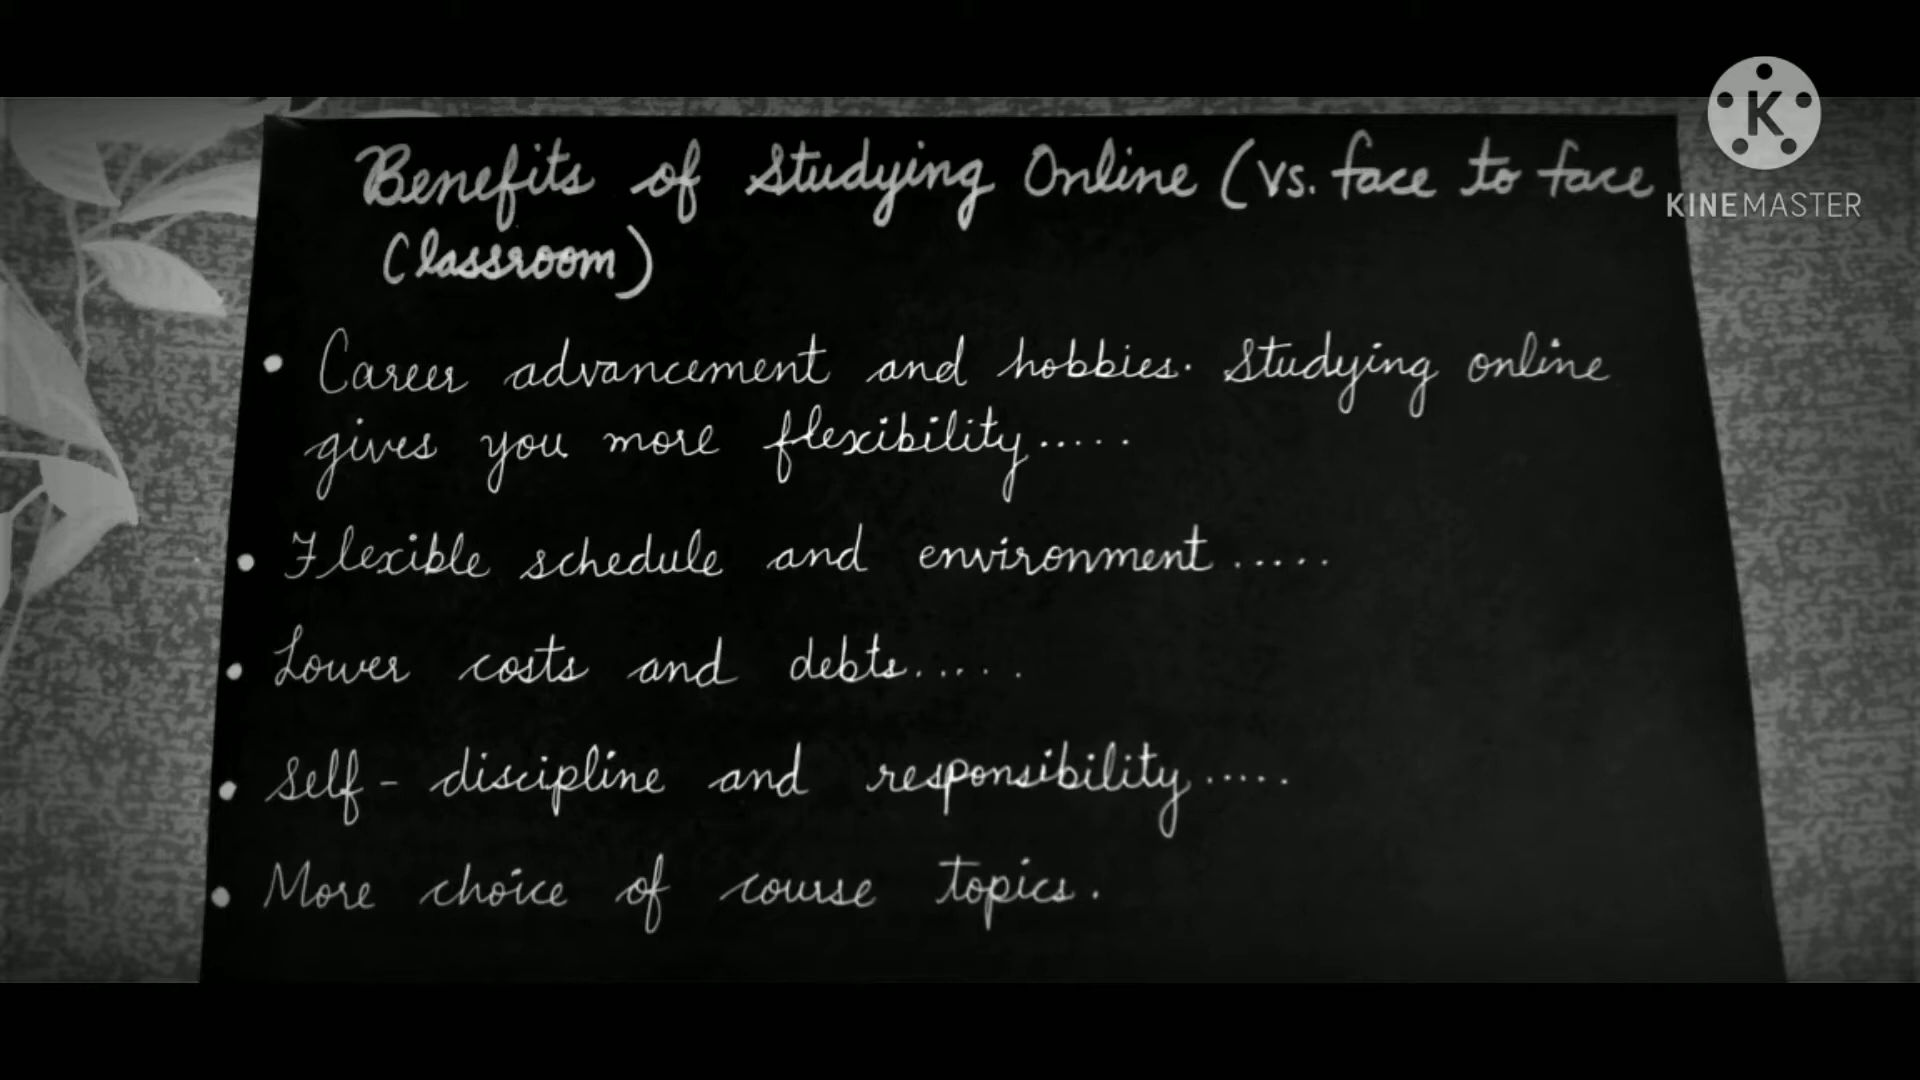 Benefits of Studying Online (vs. face to face
Classroom)
• Career advancement and hobbies. Studying online
gives you more flexibility.....
• Flexible schedule and environment.....
• Lower costs and debts.....
• Self-discipline and responsibility.....
• More choice of course topics.
K
KINEMASTER